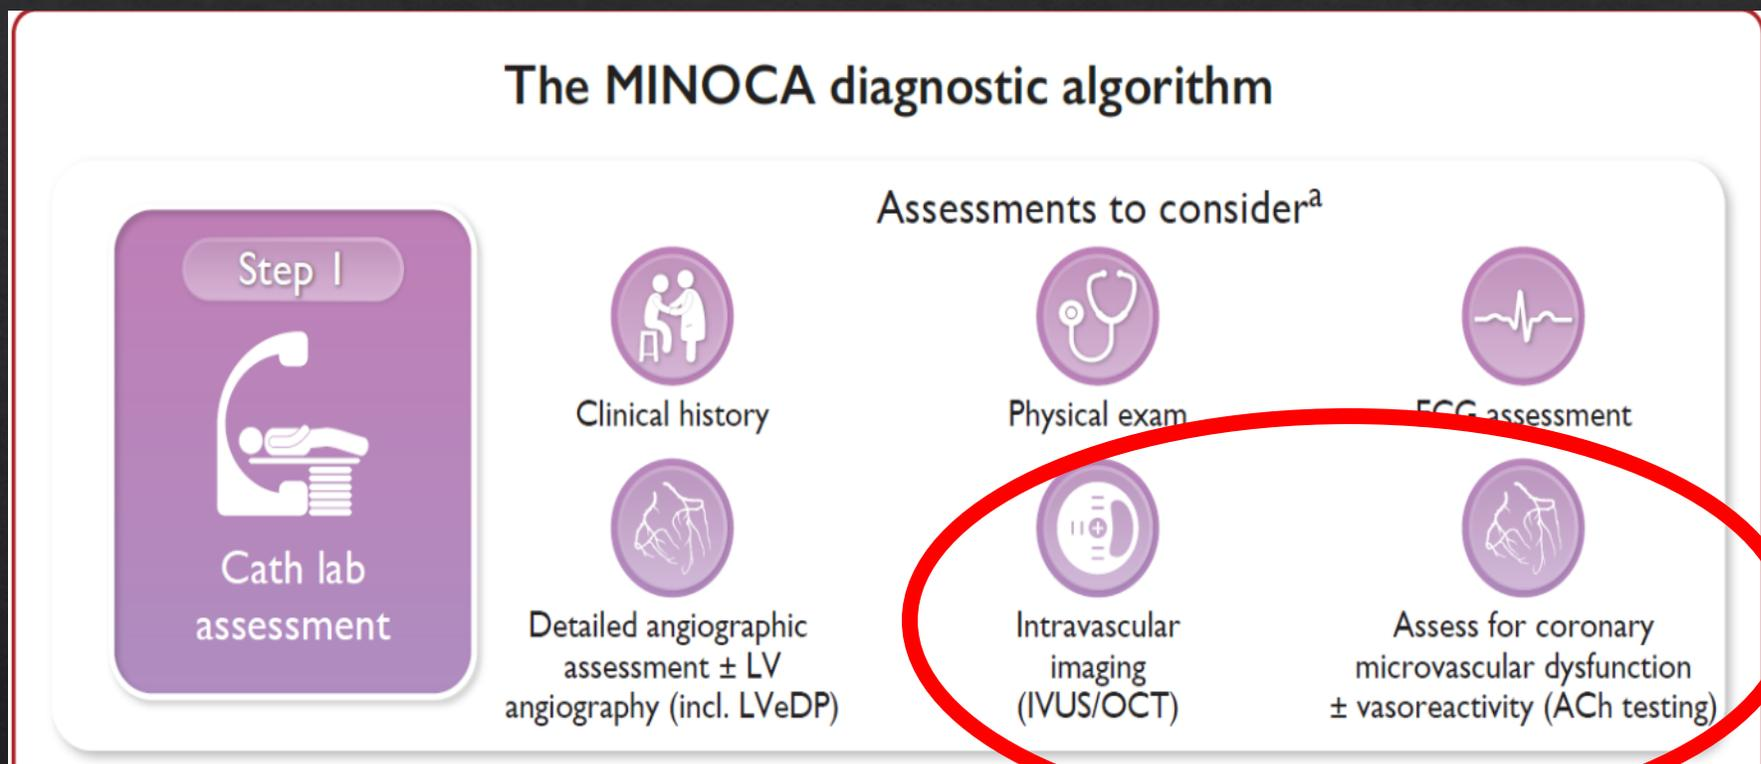 The MINOCA diagnostic algorithm
Assessments to considerᵃ
Step 1
Cath lab
assessment
Clinical history
Physical exam
ECG assessment
Detailed angiographic
assessment ± LV
angiography (incl. LVeDP)
Intravascular
imaging
(IVUS/OCT)
Assess for coronary
microvascular dysfunction
± vasoreactivity (ACh testing)